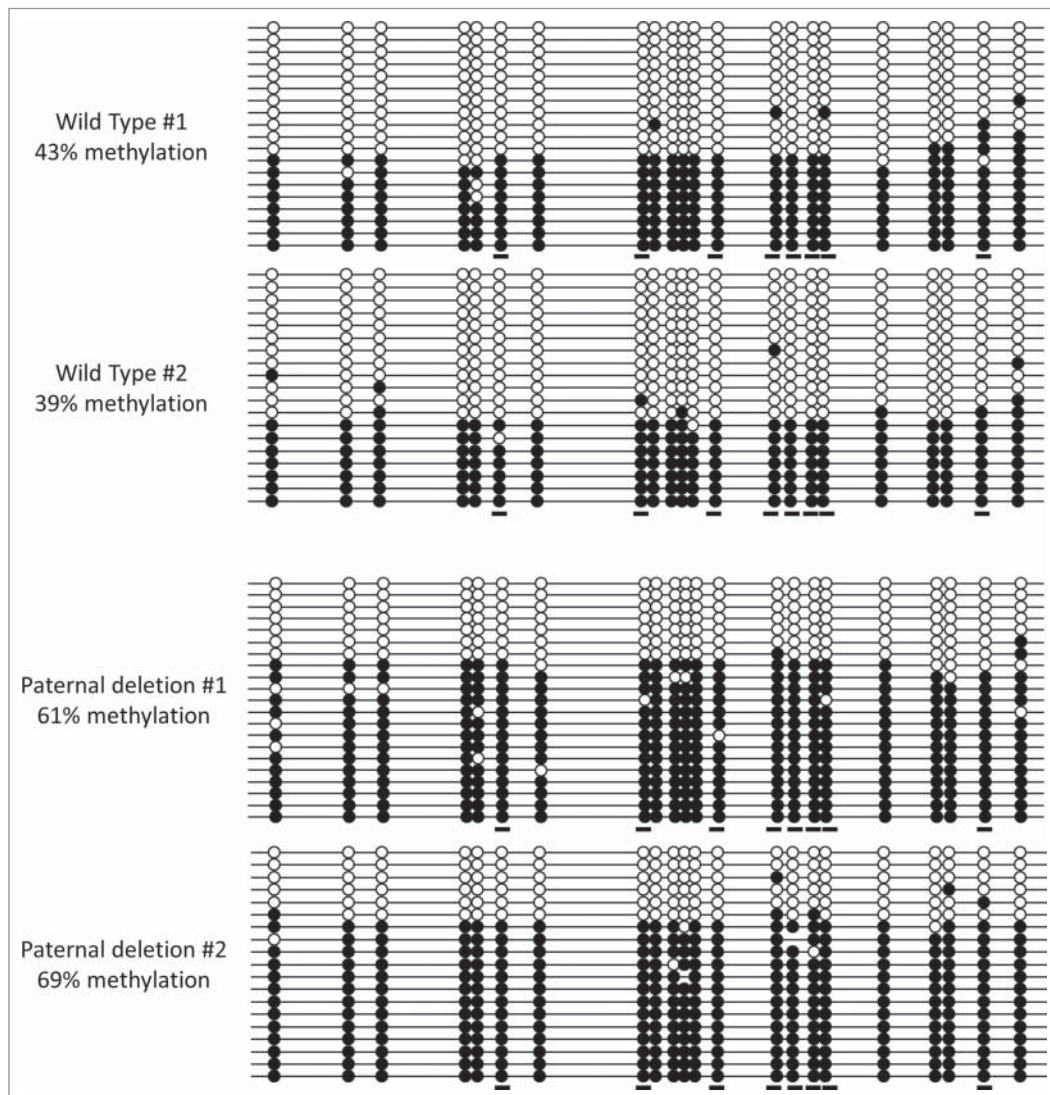 Wild Type #1
43% methylation
Wild Type #2
39% methylation
Paternal deletion #1
61% methylation
Paternal deletion #2
69% methylation